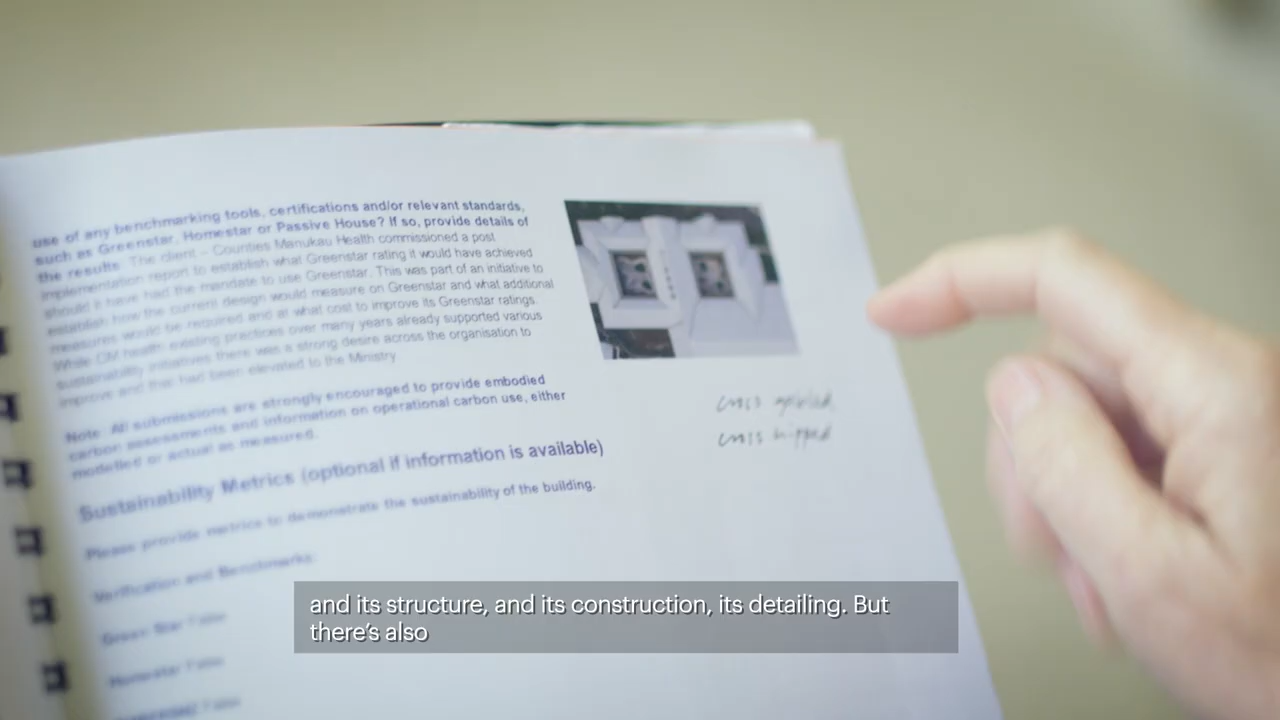 use of any benchmarking tools, certifications and/or relevant standards,
such as Greenstar, Homestar or Passive House? If so, provide details of
the results. The client – Counties Manukau Health commissioned a post
implementation report to establish what Greenstar rating it would have achieved
should it have had the mandate to use Greenstar. This was part of an initiative to
establish how the current design would measure on Greenstar and what additional
measures would be required and at what cost to improve its Greenstar ratings.
While CM health existing practices over many years already supported various
sustainability initiatives there was a strong desire across the organisation to
improve and that had been elevated to the Ministry
Note: All submissions are strongly encouraged to provide embodied
carbon assessments and information on operational carbon use, either
modelled or actual as measured.
Sustainability Metrics (optional if information is available)
Please provide metrics to demonstrate the sustainability of the building.
Verification and Benchmarks:
Green Star False
Homestar False
and its structure, and its construction, its detailing. But
there's also